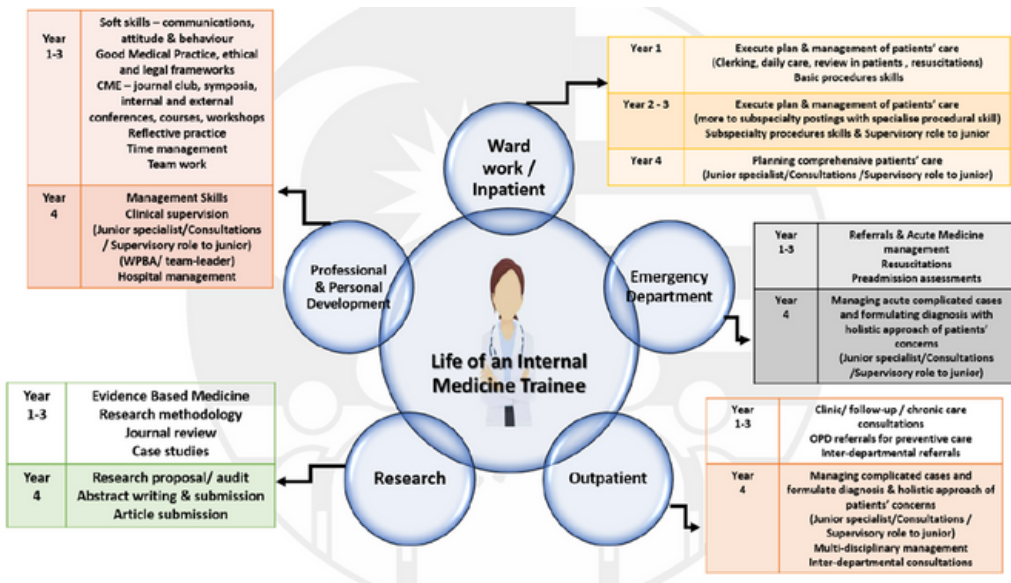 Year
1-3
Soft skills – communications,
attitude & behaviour
Good Medical Practice, ethical
and legal frameworks
CME – journal club, symposia,
internal and external
conferences, courses, workshops
Reflective practice
Time management
Team work
Year
4
Management Skills
Clinical supervision
(Junior specialist/Consultations
/ Supervisory role to junior)
(WPBA/ team-leader)
Hospital management
Year 1
Execute plan & management of patients' care
(Clerking, daily care, review in patients , resuscitations)
Basic procedures skills
Year 2 - 3
Execute plan & management of patients' care
(more to subspecialty postings with specialise procedural skill)
Subspecialty procedures skills & Supervisory role to junior
Year 4
Planning comprehensive patients' care
(Junior specialist/Consultations /Supervisory role to junior)
Ward
work /
Inpatient
Professional
& Personal
Development
Emergency
Department
Life of an Internal
Medicine Trainee
Research
Outpatient
Year
1-3
Referrals & Acute Medicine
management
Resuscitations
Preadmission assessments
Year
4
Managing acute complicated cases
and formulating diagnosis with
holistic approach of patients'
concerns
(Junior specialist/Consultations
/Supervisory role to junior)
Year
1-3
Evidence Based Medicine
Research methodology
Journal review
Case studies
Year
4
Research proposal/ audit
Abstract writing & submission
Article submission
Year
1-3
Clinic/ follow-up / chronic care
consultations
OPD referrals for preventive care
Inter-departmental referrals
Year
4
Managing complicated cases and
formulate diagnosis & holistic approach of
patients' concerns
(Junior specialist/Consultations /
Supervisory role to junior)
Multi-disciplinary management
Inter-departmental consultations